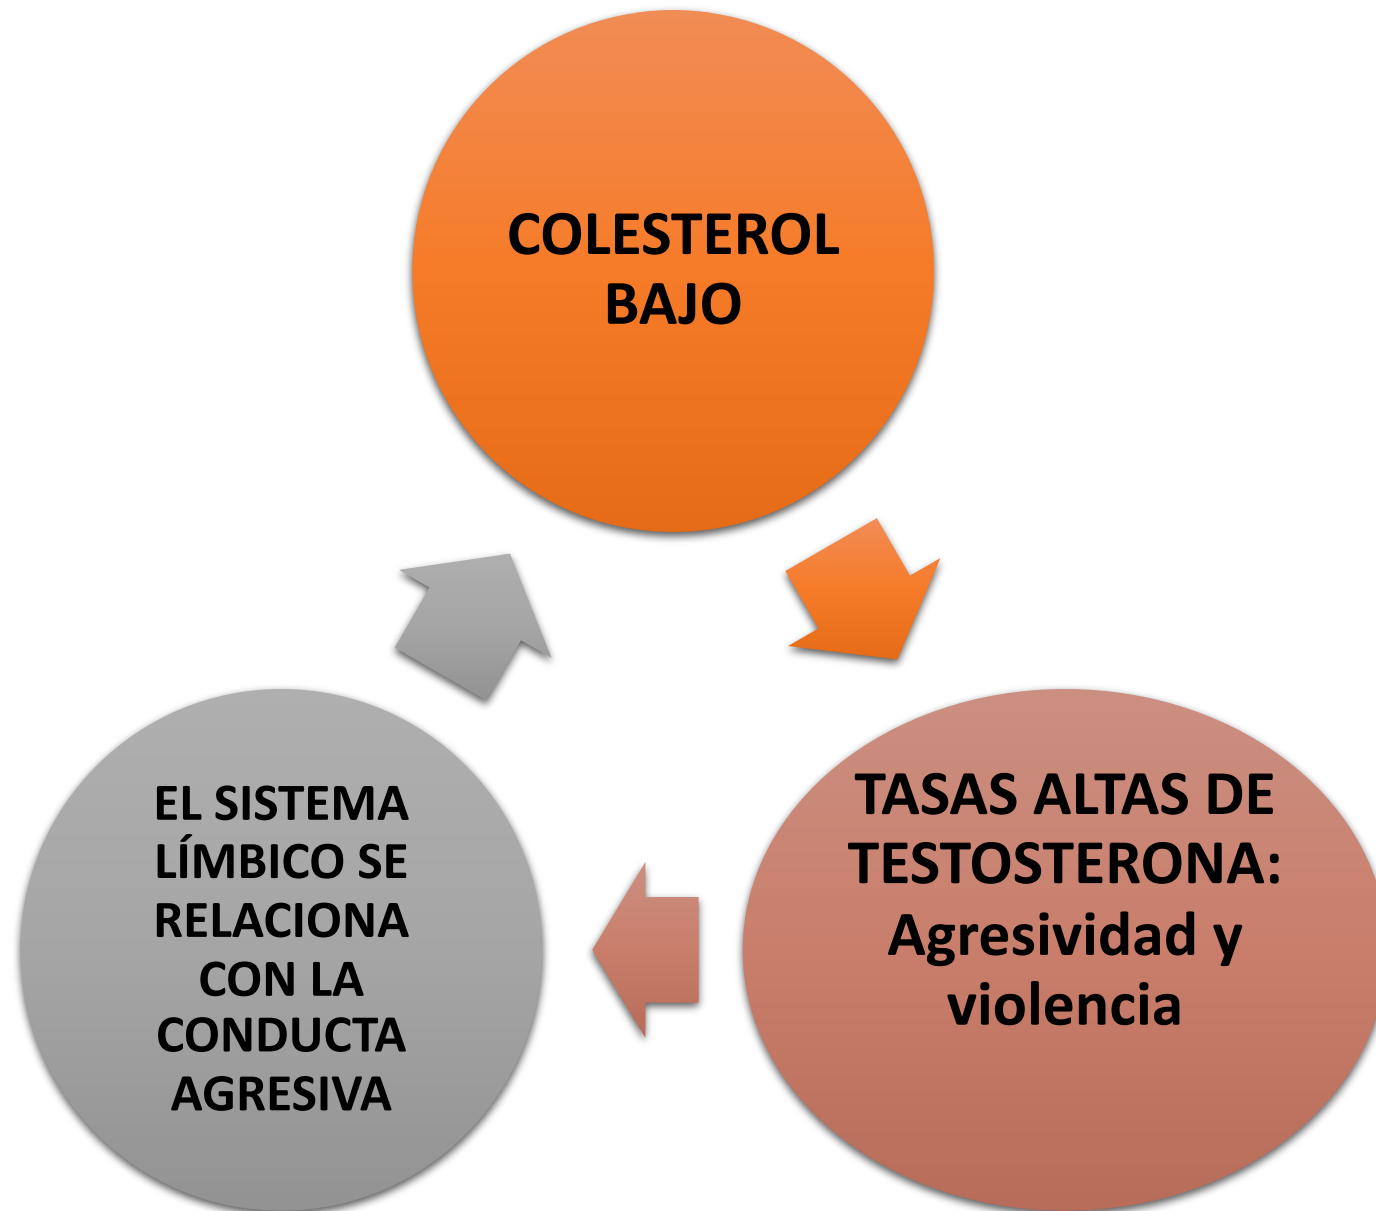 COLESTEROL
BAJO
TASAS ALTAS DE
TESTOSTERONA:
Agresividad y
violencia
EL SISTEMA
LÍMBICO SE
RELACIONA
CON LA
CONDUCTA
AGRESIVA